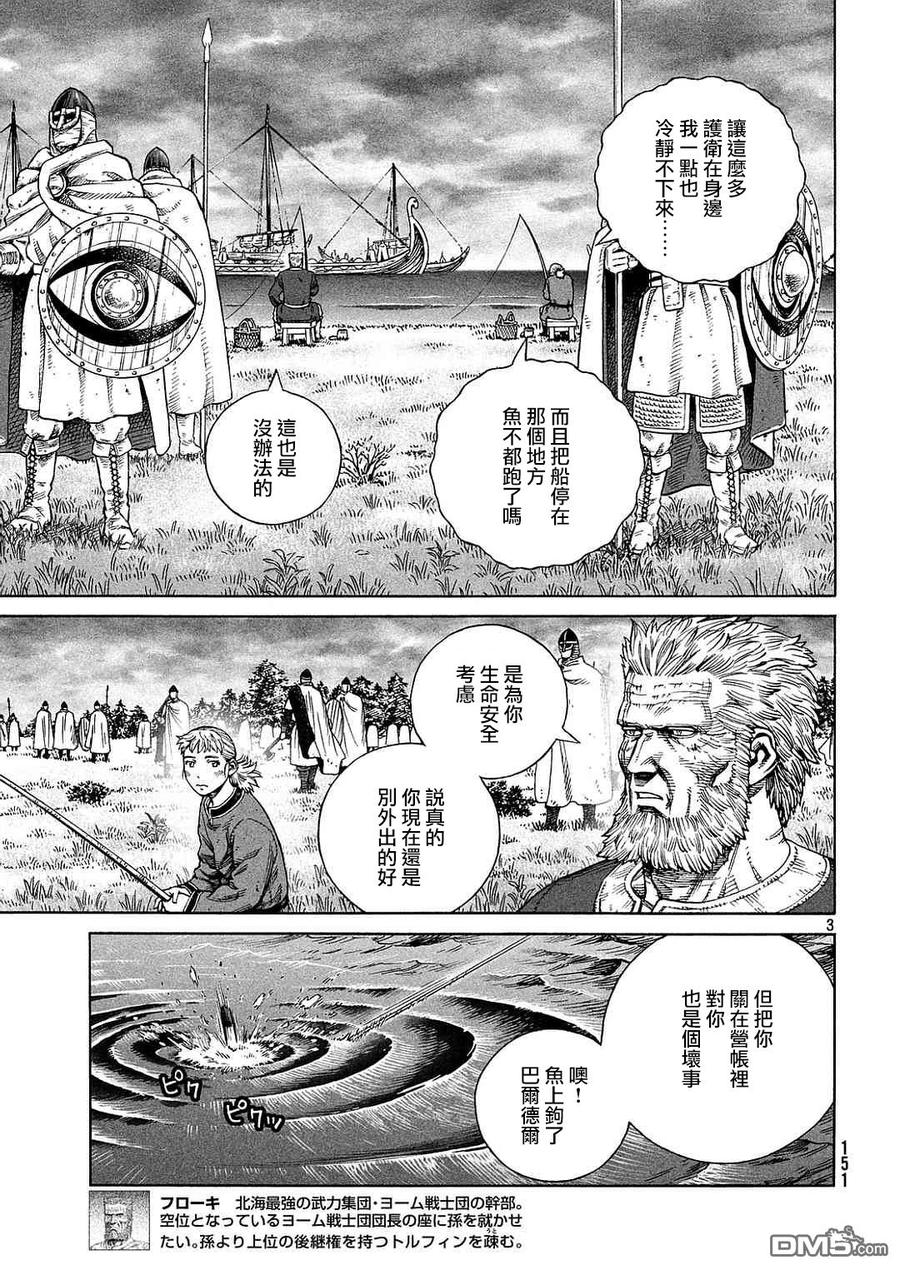 讓這麼多
護衛在身邊
我一點也
冷靜不下來……
而且把船停在
那個地方
魚不都跑了嗎
這也是
沒辦法的
是為你
生命安全
考慮
説真的
你現在還是
別外出的好
3
但把你
關在營帳裡
對你
也是個壞事
噢！
魚上鉤了
巴爾德爾
ピク
ピクッ
151
フローキ　北海最強の武力集団・ヨーム戦士団の幹部。
空位となっているヨーム戦士団団長の座に孫を就かせ
たい。孫より上位の後継権を持つトルフィンを疎む。
うと
DM5.com